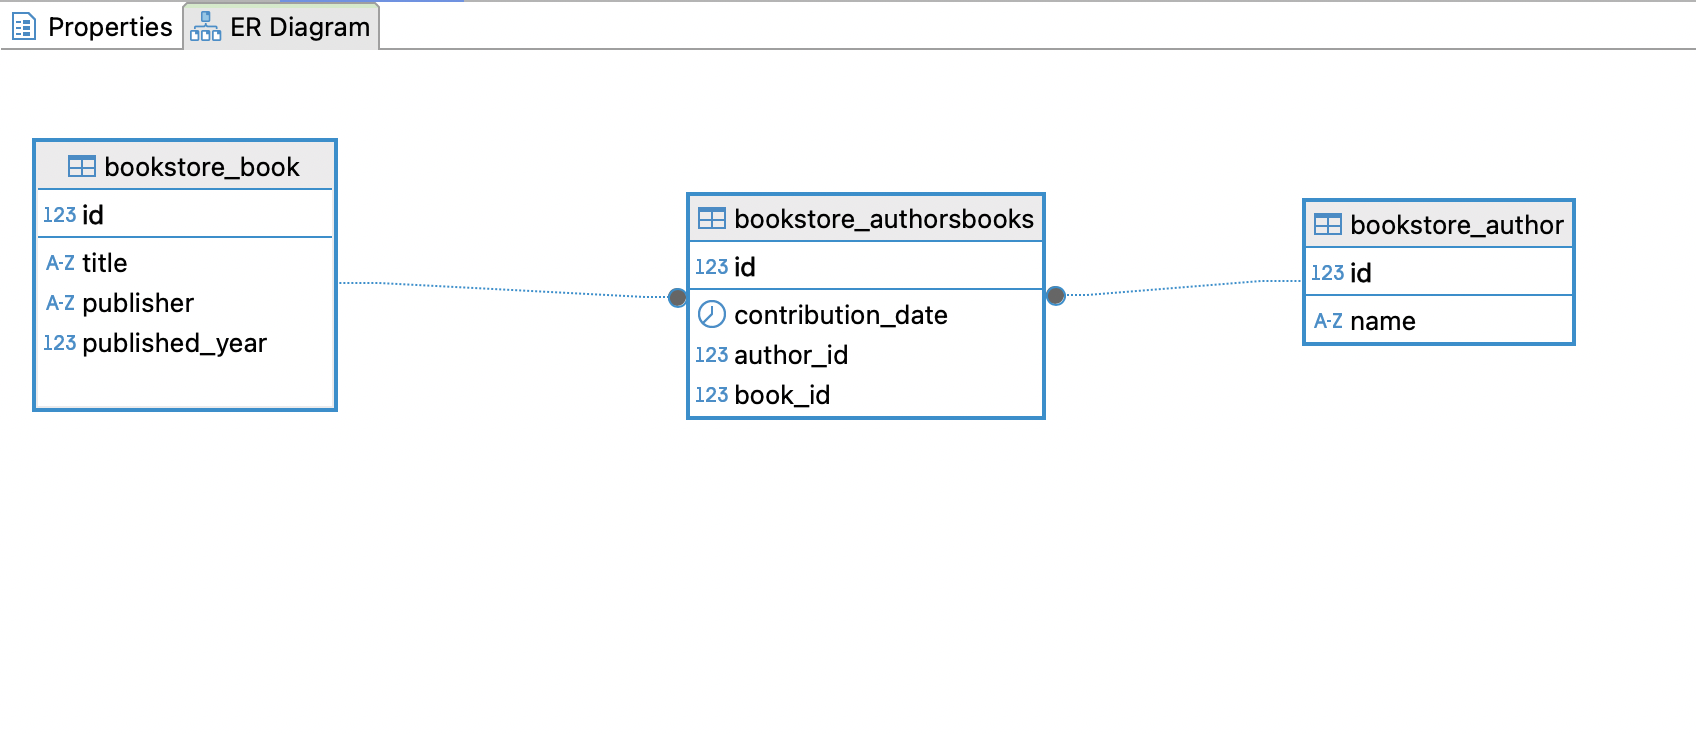 Properties
ER Diagram
bookstore_book
123 id
A-Z title
A-Z publisher
123 published_year
bookstore_authorsbooks
123 id
contribution_date
123 author_id
123 book_id
bookstore_author
123 id
A-Z name